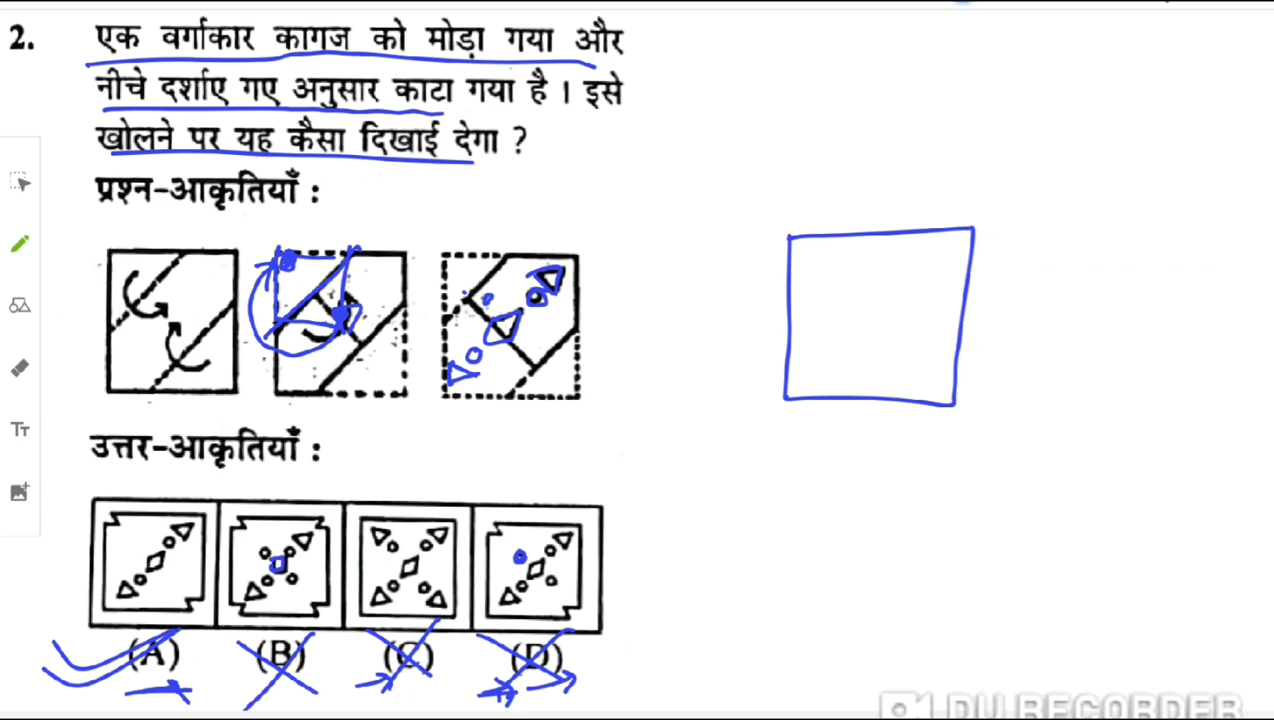 2. एक वर्गाकार कागज को मोड़ा गया और
नीचे दर्शाए गए अनुसार काटा गया है । इसे
खोलने पर यह कैसा दिखाई देगा ?
प्रश्न-आकृतियाँ :
उत्तर-आकृतियाँ :
(A) (B) (C) (D)
TT
DU RECORDER